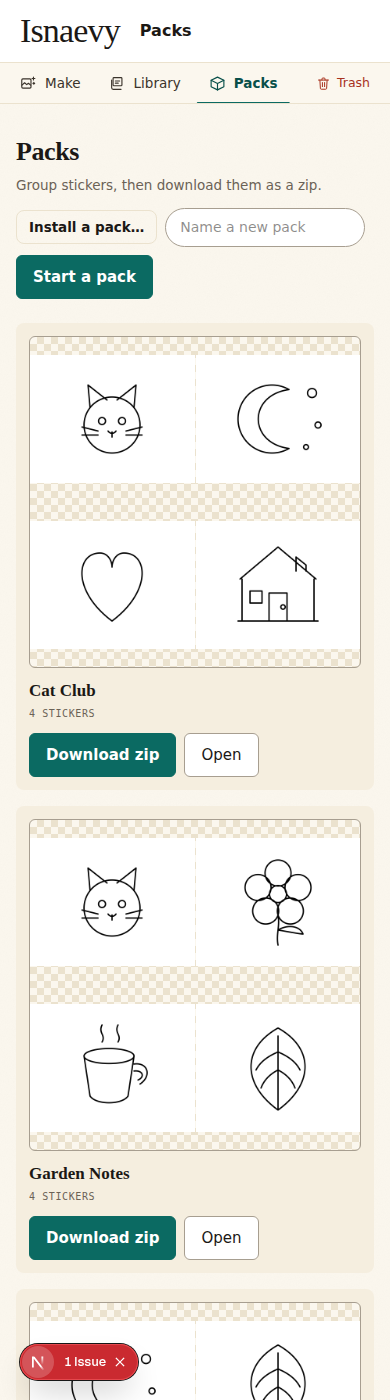 Isnaevy Packs
Make Library Packs Trash
Packs
Group stickers, then download them as a zip.
Install a pack… Name a new pack
Start a pack
Cat Club
4 STICKERS
Download zip Open
Garden Notes
4 STICKERS
Download zip Open
N 1 Issue